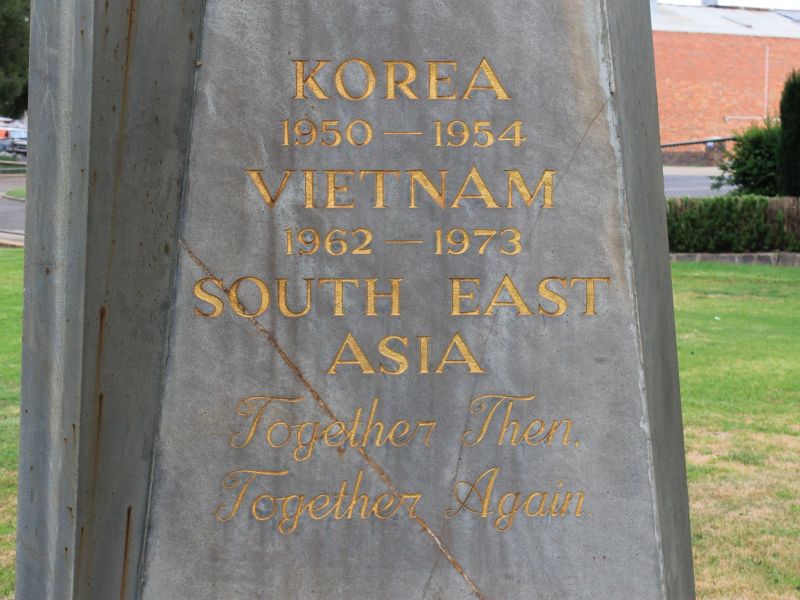 KOREA
1950 — 1954
VIETNAM
1962 — 1973
SOUTH EAST
ASIA
Together Then,
Together Again.